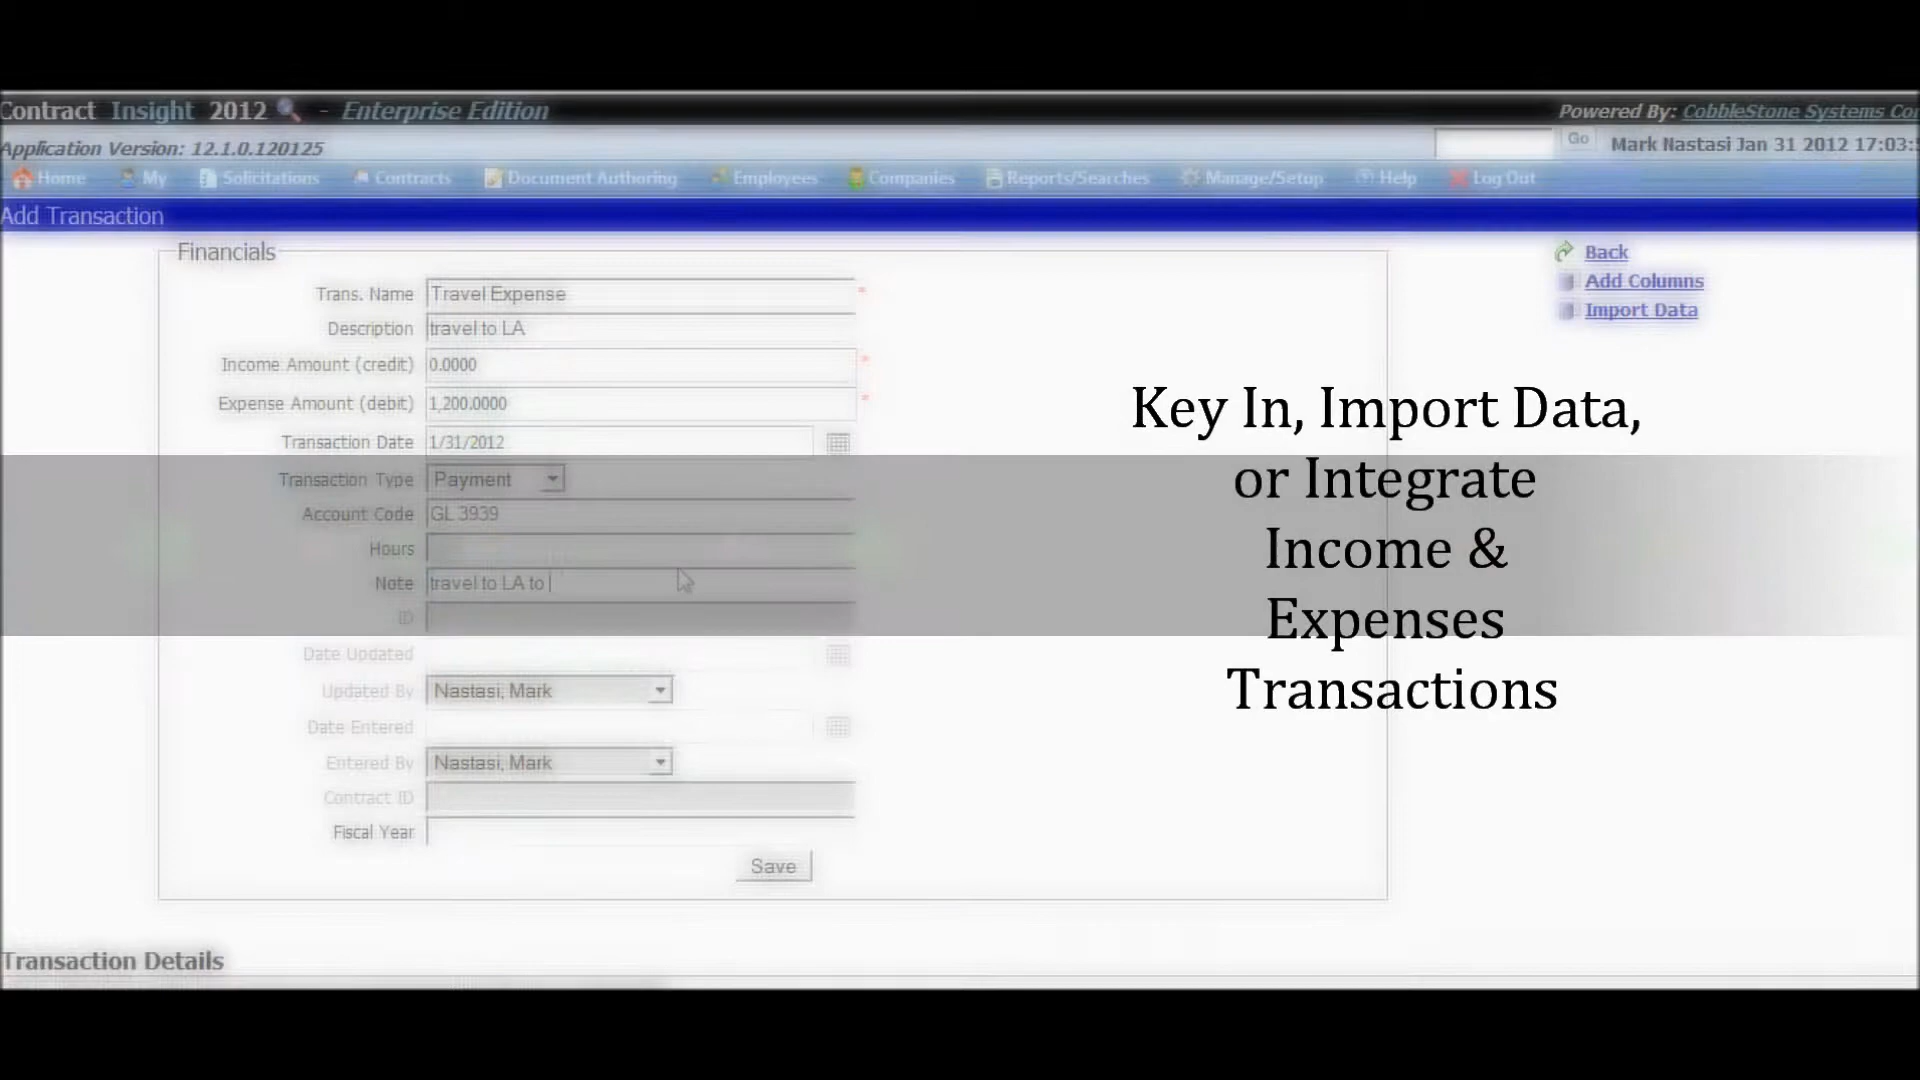 Contract Insight 2012 - Enterprise Edition
Powered By: CobbleStone Systems Cor
Application Version: 12.1.0.120125
Go
Mark Nastasi Jan 31 2012 17:03:
Home My Solicitations Contracts Document Authoring Employees Companies Reports/Searches Manage/Setup Help Log Out
Add Transaction
Financials
Back
Add Columns
Import Data
Trans. Name Travel Expense *
Description travel to LA
Income Amount (credit) 0.0000 *
Expense Amount (debit) 1,200.0000 *
Transaction Date 1/31/2012
Transaction Type Payment
Account Code GL 3939
Hours
Note travel to LA to
ID
Date Updated
Updated By Nastasi, Mark
Date Entered
Entered By Nastasi, Mark
Contract ID
Fiscal Year
Save
Key In, Import Data,
or Integrate
Income &
Expenses
Transactions
Transaction Details